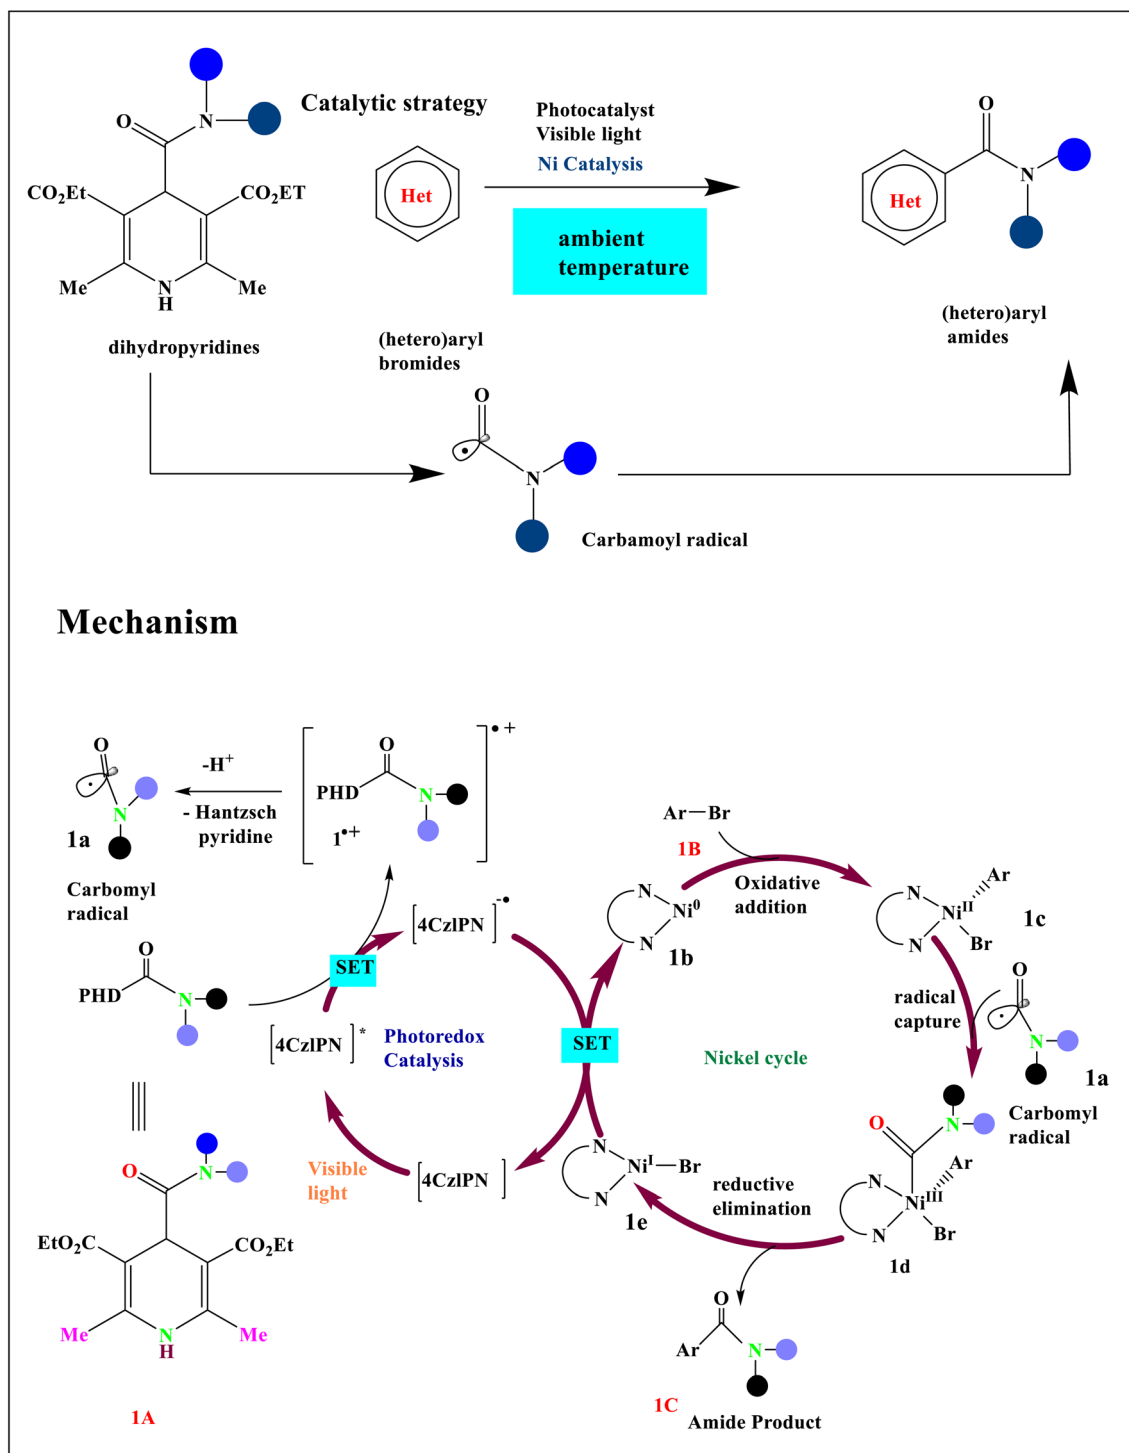 Catalytic strategy
Photocatalyst
Visible light
Ni Catalysis
ambient
temperature
O
N
CO2Et
CO2ET
Me
N
H
Me
dihydropyridines
Het
(hetero)aryl
bromides
O
N
Het
(hetero)aryl
amides
O
N
Carbamoyl radical
Mechanism
O
N
1a
Carbomyl
radical
-H+
- Hantzsch
pyridine
O
PHD
N
1•+
• +
O
PHD
N
SET
[4CzlPN]-•
[4CzlPN]*
Photoredox
Catalysis
Visible
light
[4CzlPN]
SET
Ar–Br
1B
Oxidative
addition
N
Ni0
N
1b
N
NiII
Ar
N
Br
1c
radical
capture
O
N
1a
Carbomyl
radical
Nickel cycle
O
N
Ar
N
NiIII
N
Br
1d
reductive
elimination
N
NiI–Br
N
1e
O
N
EtO2C
CO2Et
Me
N
H
Me
1A
O
Ar
N
1C
Amide Product